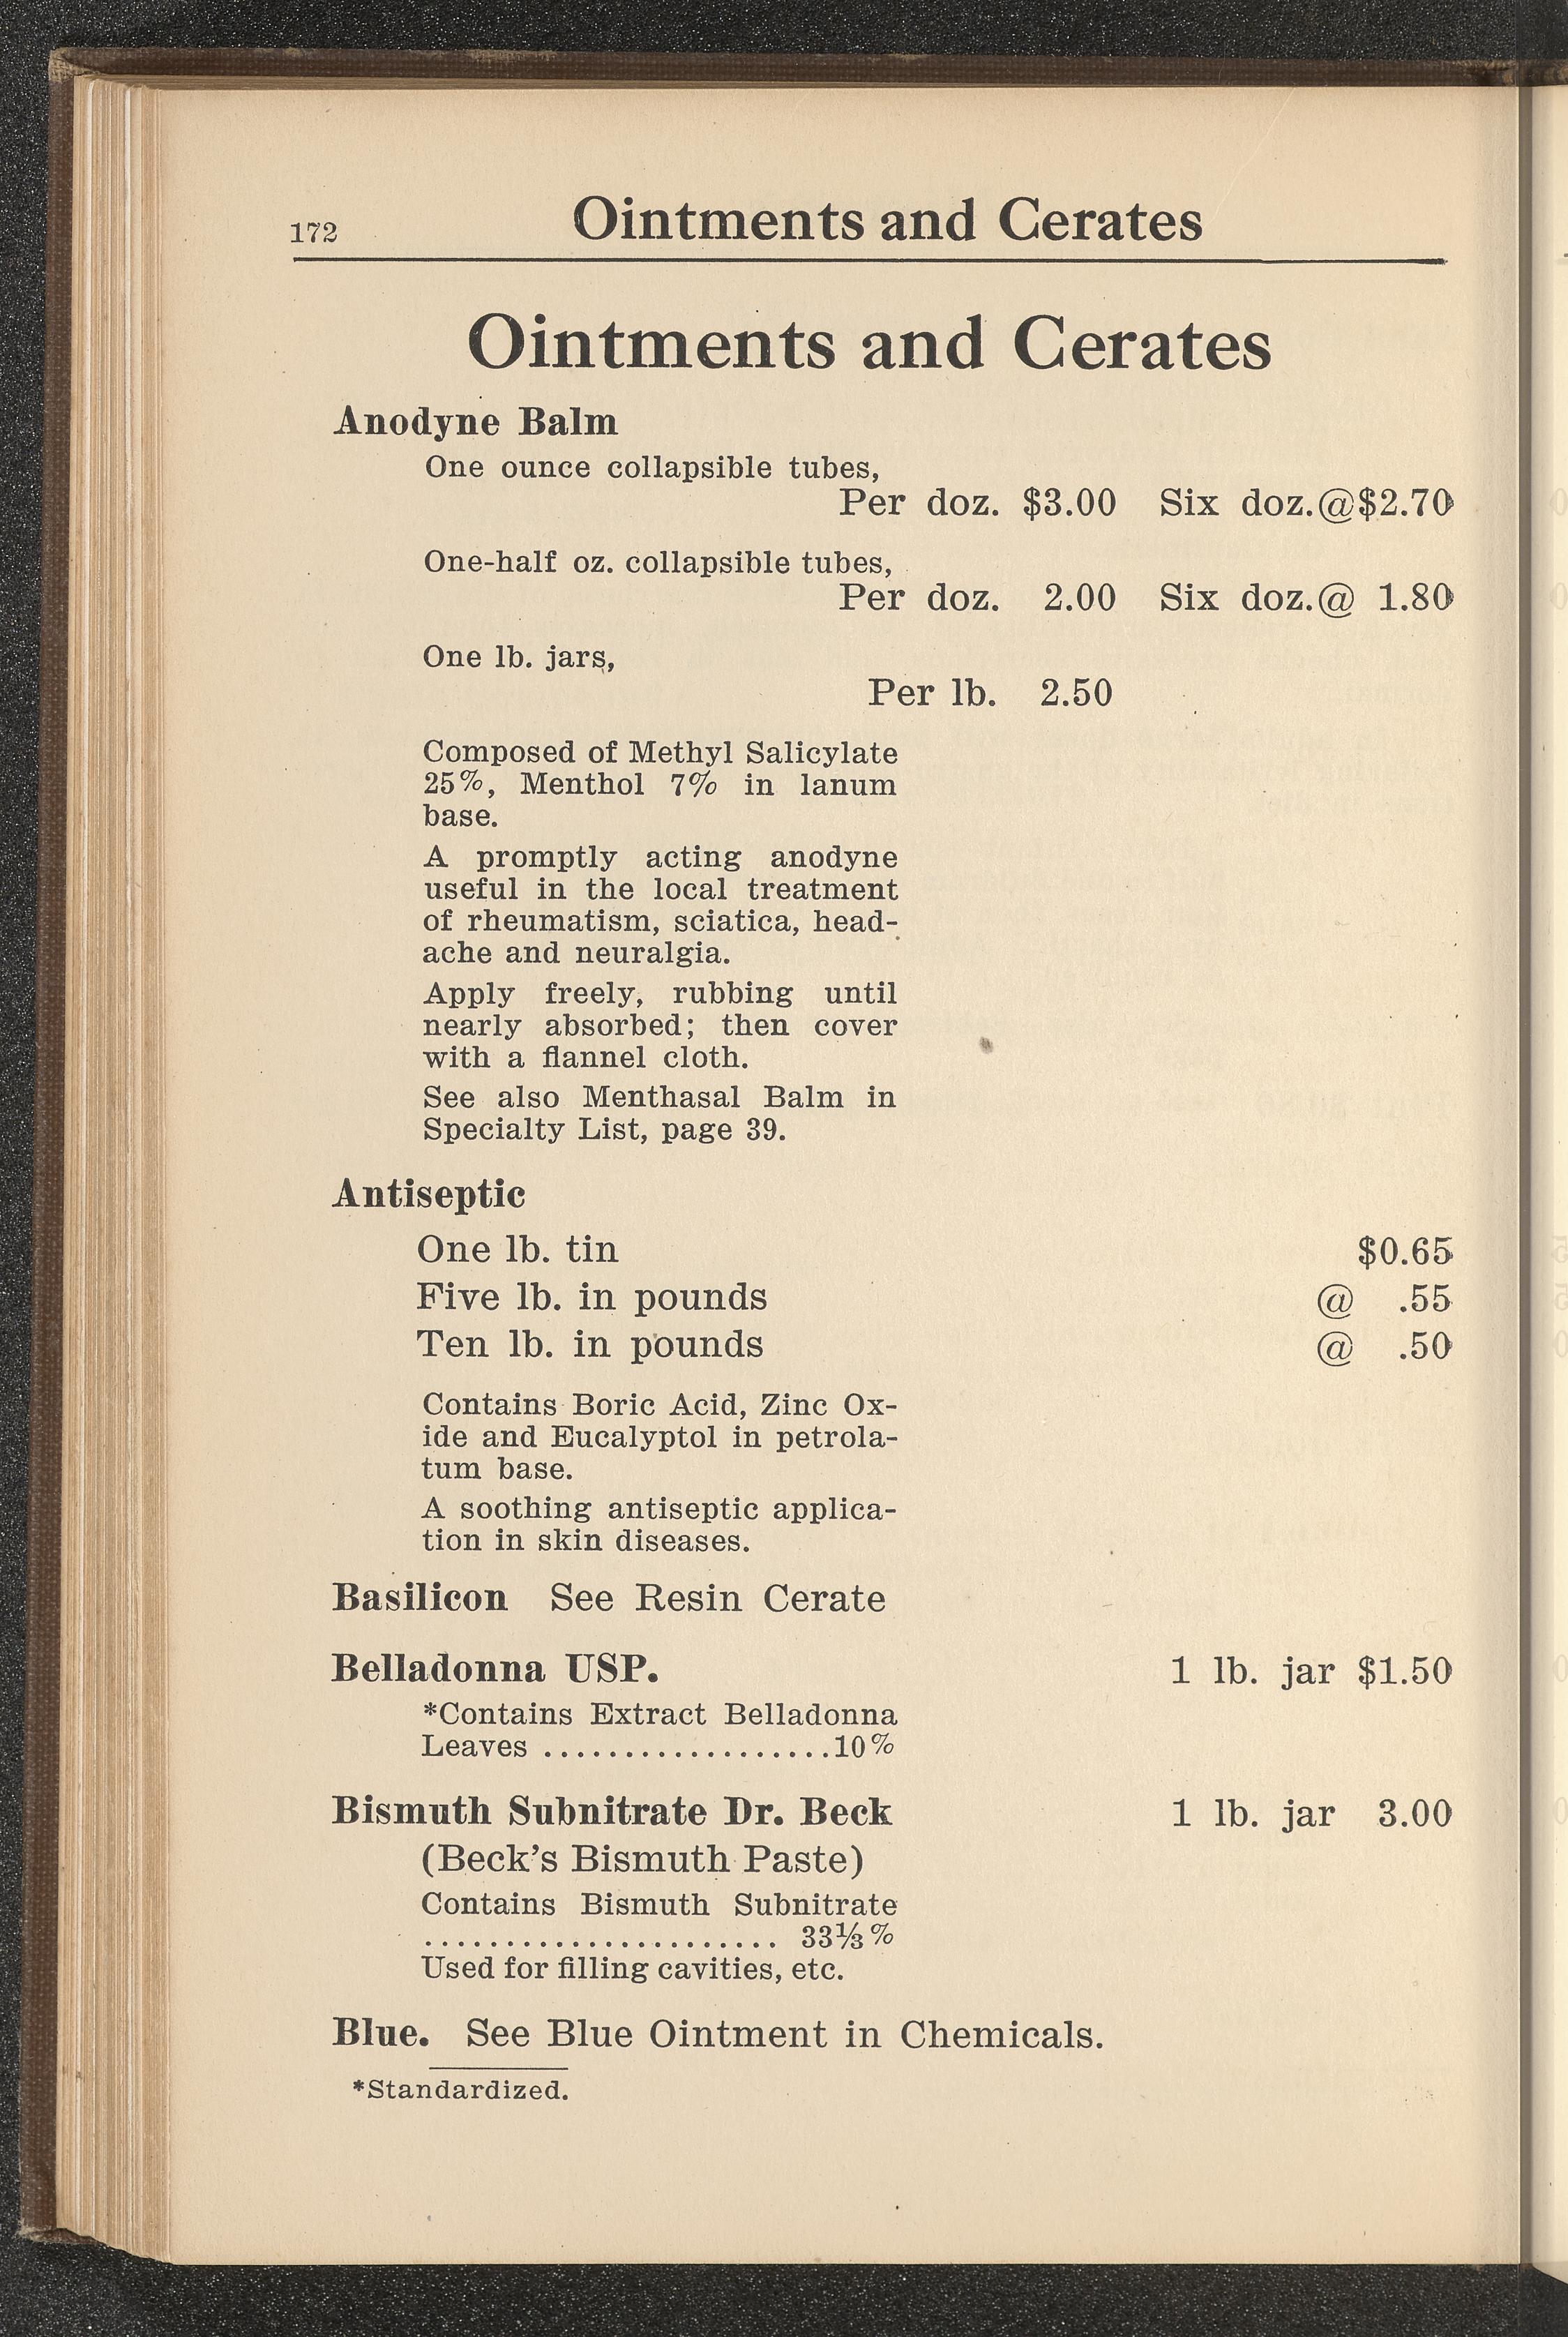 172 Ointments and Cerates
Ointments and Cerates
Anodyne Balm
One ounce collapsible tubes,
Per doz. $3.00 Six doz.@$2.70
One-half oz. collapsible tubes,
Per doz. 2.00 Six doz.@ 1.80
One lb. jars,
Per lb. 2.50
Composed of Methyl Salicylate
25%, Menthol 7% in lanum
base.
A promptly acting anodyne
useful in the local treatment
of rheumatism, sciatica, head-
ache and neuralgia.
Apply freely, rubbing until
nearly absorbed; then cover
with a flannel cloth.
See also Menthasal Balm in
Specialty List, page 39.
Antiseptic
One lb. tin $0.65
Five lb. in pounds @ .55
Ten lb. in pounds @ .50
Contains Boric Acid, Zinc Ox-
ide and Eucalyptol in petrola-
tum base.
A soothing antiseptic applica-
tion in skin diseases.
Basilicon See Resin Cerate
Belladonna USP. 1 lb. jar $1.50
*Contains Extract Belladonna
Leaves ..................10%
Bismuth Subnitrate Dr. Beck 1 lb. jar 3.00
(Beck's Bismuth Paste)
Contains Bismuth Subnitrate
...................... 33⅓%
Used for filling cavities, etc.
Blue. See Blue Ointment in Chemicals.
*Standardized.